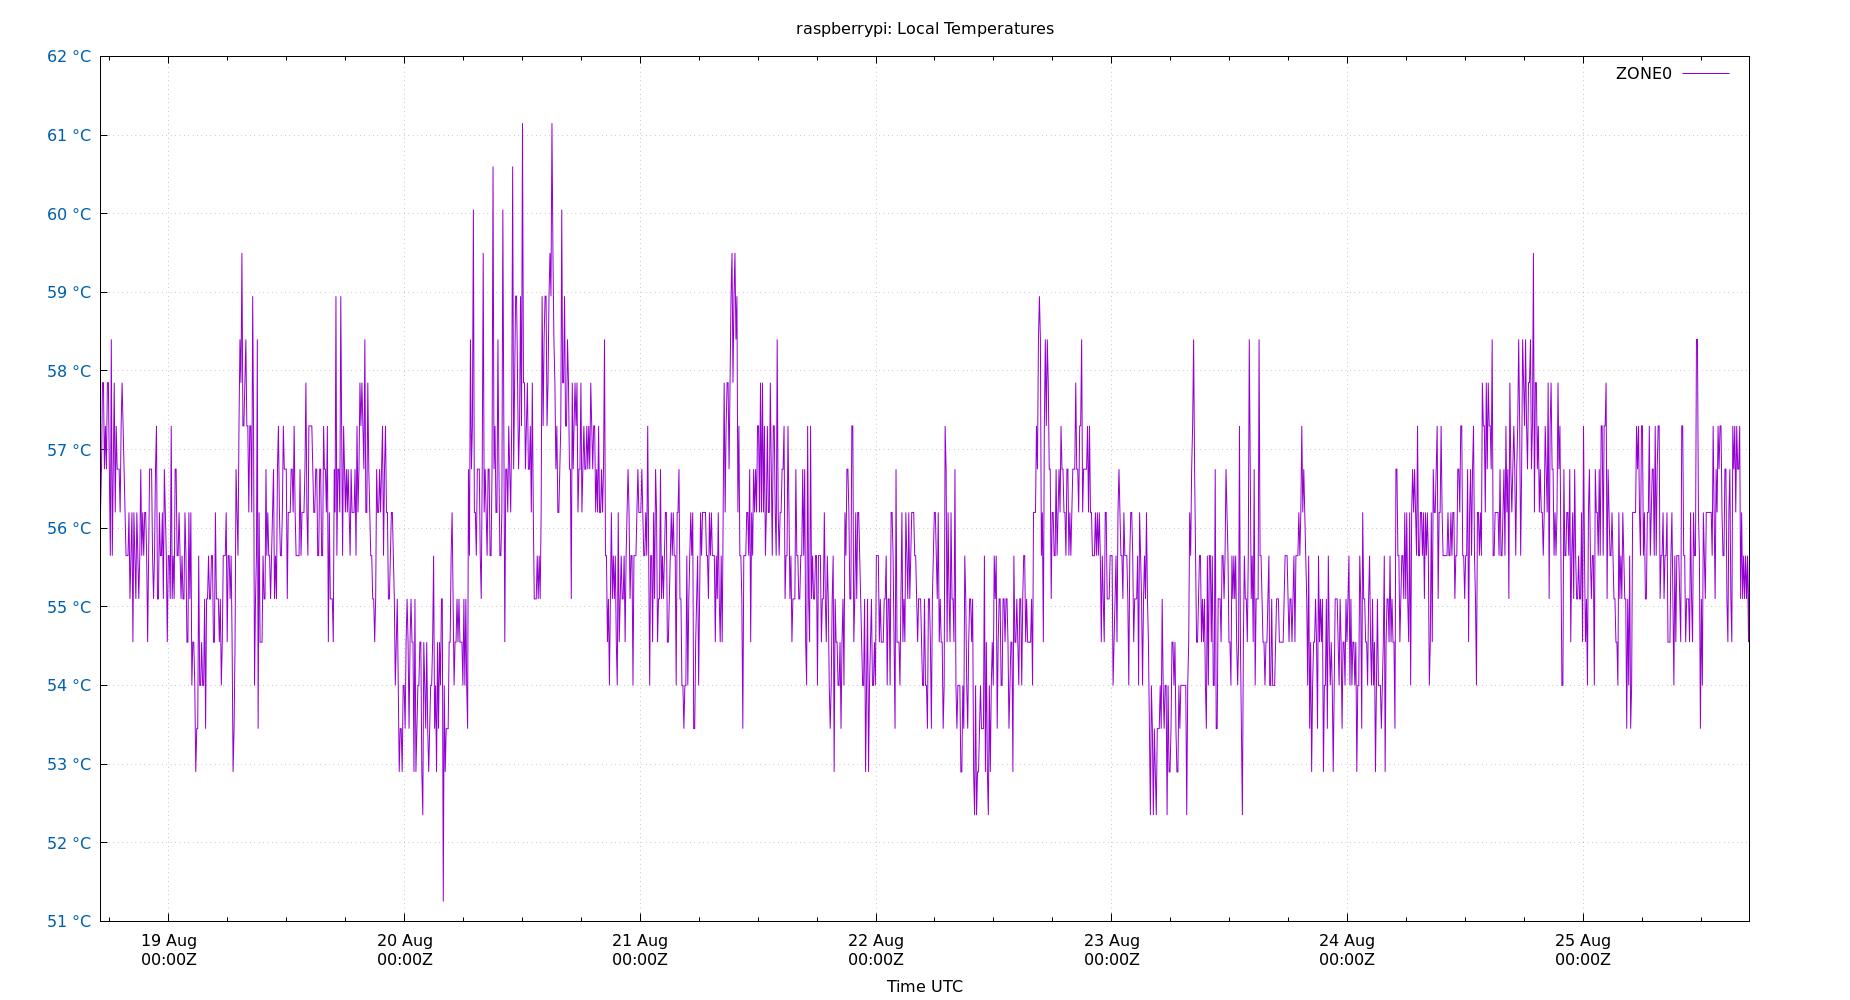 raspberrypi: Local Temperatures
ZONE0
62 °C
61 °C
60 °C
59 °C
58 °C
57 °C
56 °C
55 °C
54 °C
53 °C
52 °C
51 °C
19 Aug 20 Aug 21 Aug 22 Aug 23 Aug 24 Aug 25 Aug
00:00Z 00:00Z 00:00Z 00:00Z 00:00Z 00:00Z 00:00Z
Time UTC